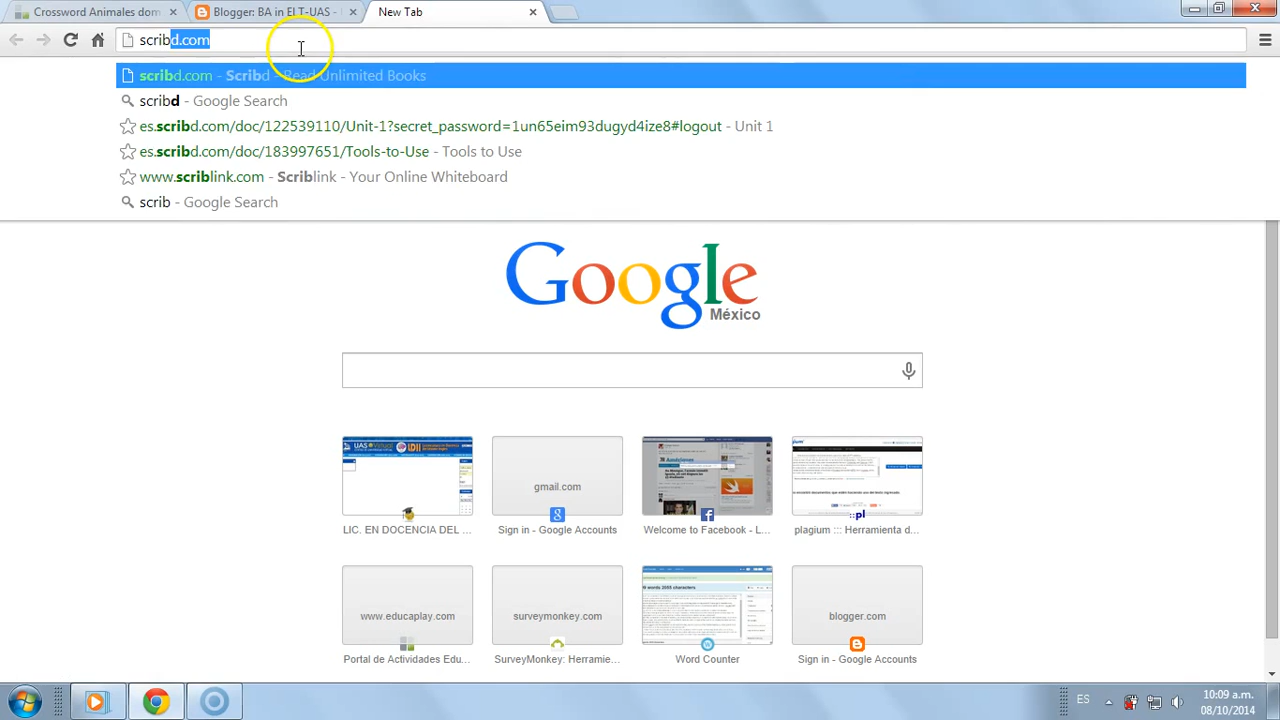 Crossword Animales dom
Blogger: BA in ELT-UAS -
New Tab
scribd.com
scribd.com - Scribd - Read Unlimited Books
scribd - Google Search
es.scribd.com/doc/122539110/Unit-1?secret_password=1un65eim93dugyd4ize8#logout - Unit 1
es.scribd.com/doc/183997651/Tools-to-Use - Tools to Use
www.scriblink.com - Scriblink - Your Online Whiteboard
scrib - Google Search
Google
México
gmail.com
LIC. EN DOCENCIA DEL ...
Sign in - Google Accounts
Welcome to Facebook - L...
plagium ::: Herramienta d...
surveymonkey.com
blogger.com
Portal de Actividades Edu...
SurveyMonkey: Herramie...
Word Counter
Sign in - Google Accounts
ES
10:09 a.m.
08/10/2014